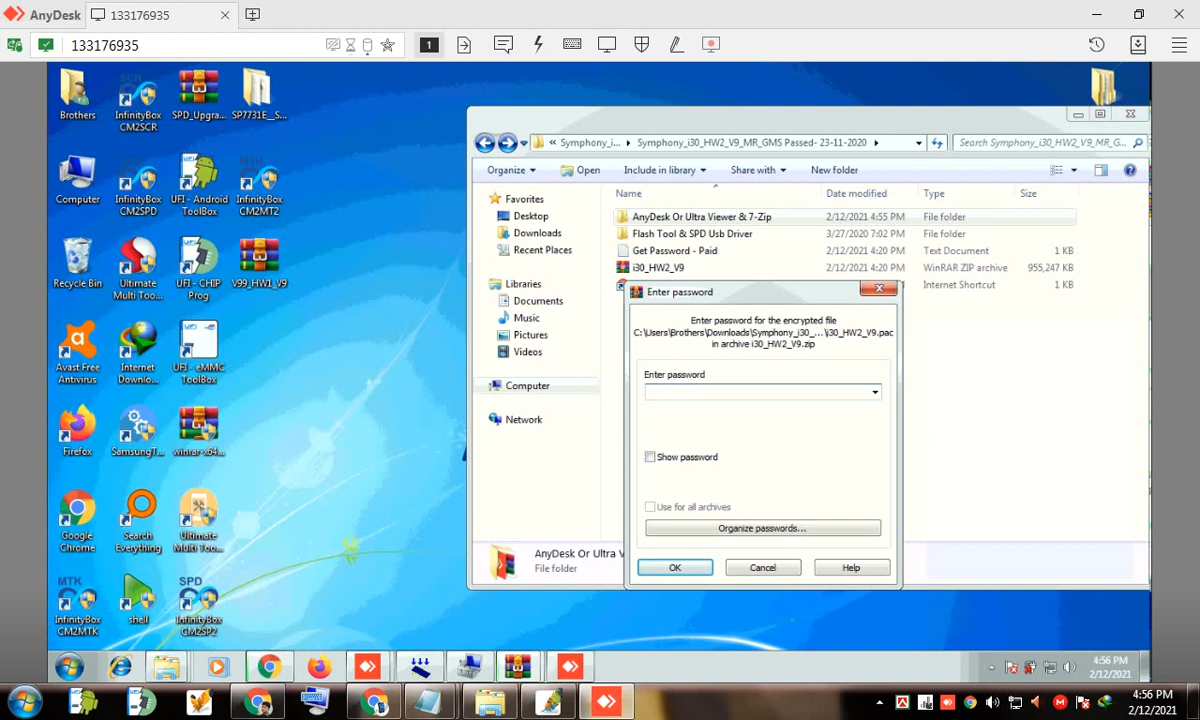 AnyDesk
133176935
133176935
1
Brothers
InfinityBox CM2SCR
SPD_Upgra...
SP7731E__S...
Computer
InfinityBox CM2SPD
UFI - Android ToolBox
InfinityBox CM2MT2
Recycle Bin
Ultimate Multi Too...
UFI - CHIP Prog
V99_HW1_V9
Avast Free Antivirus
Internet Downlo...
UFI - eMMC ToolBox
Firefox
SamsungT...
winrar-x64...
Google Chrome
Search Everything
Ultimate Multi Too...
MTK
SPD
InfinityBox CM2MTK
shell
InfinityBox CM2SP2
« Symphony_i... Symphony_i30_HW2_V9_MR_GMS Passed- 23-11-2020
Search Symphony_i30_HW2_V9_MR_G...
Organize Open Include in library Share with New folder
Favorites
Desktop
Downloads
Recent Places
Libraries
Documents
Music
Pictures
Videos
Computer
Network
Name Date modified Type Size
AnyDesk Or Ultra Viewer & 7-Zip 2/12/2021 4:55 PM File folder
Flash Tool & SPD Usb Driver 3/27/2020 7:02 PM File folder
Get Password - Paid 2/12/2021 4:20 PM Text Document 1 KB
i30_HW2_V9 2/12/2021 4:20 PM WinRAR ZIP archive 955,247 KB
Internet Shortcut 1 KB
Enter password
Enter password for the encrypted file
C:\Users\Brothers\Downloads\Symphony_i30_...\i30_HW2_V9.pac
in archive i30_HW2_V9.zip
Enter password
Show password
Use for all archives
Organize passwords...
OK Cancel Help
AnyDesk Or Ultra V
File folder
4:56 PM
2/12/2021
4:56 PM
2/12/2021